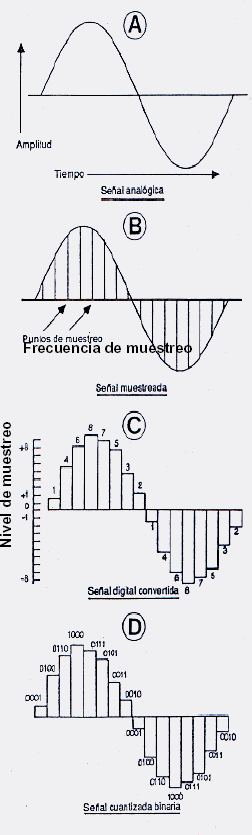 A
Amplitud
Tiempo
Señal analógica
B
Puntos de muestreo
Frecuencia de muestreo
Señal muestreada
C
Nivel de muestreo
+8
+1
0
-1
-8
1
4
6
8
7
5
3
2
1
4
6
8
7
5
3
2
Señal digital convertida
D
0001
0100
0110
1000
0111
0101
0011
0010
0001
0100
0110
1000
0111
0101
0011
0010
Señal cuantizada binaria